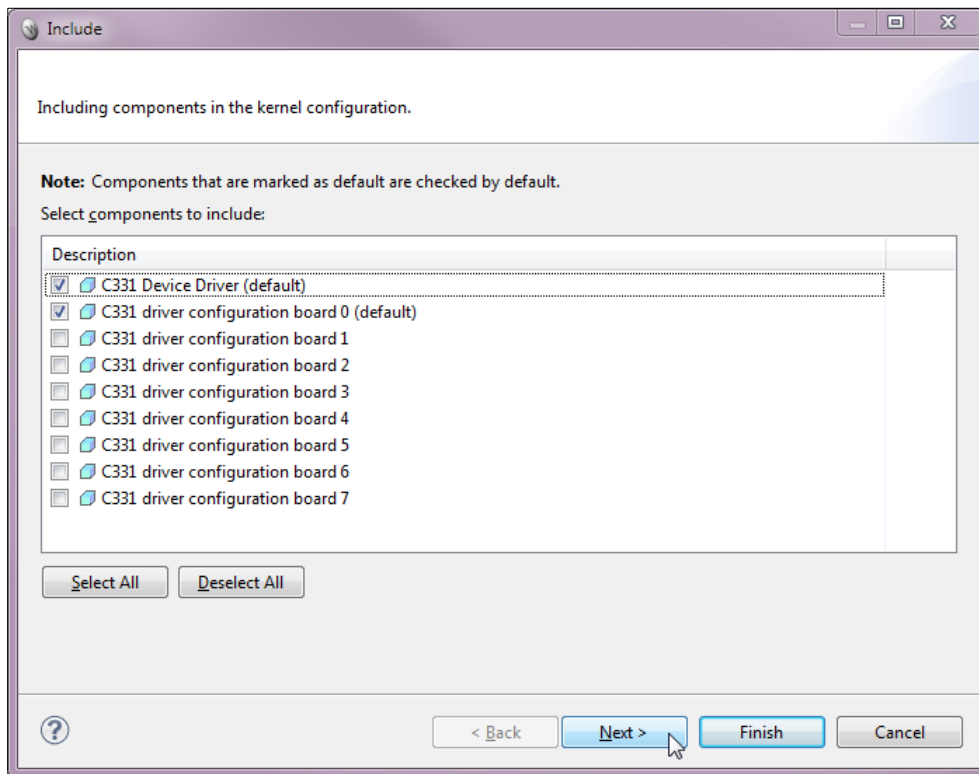 Include
Including components in the kernel configuration.
Note: Components that are marked as default are checked by default.
Select components to include:
Description
C331 Device Driver (default)
C331 driver configuration board 0 (default)
C331 driver configuration board 1
C331 driver configuration board 2
C331 driver configuration board 3
C331 driver configuration board 4
C331 driver configuration board 5
C331 driver configuration board 6
C331 driver configuration board 7
Select All Deselect All
? < Back Next > Finish Cancel